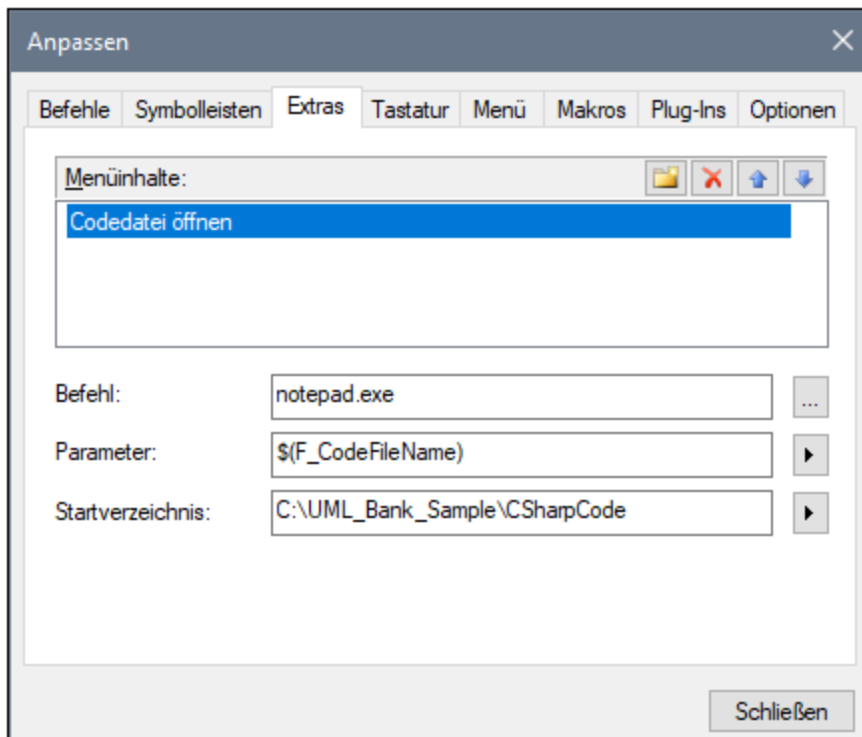 Anpassen
Befehle Symbolleisten Extras Tastatur Menü Makros Plug-Ins Optionen
Menüinhalte:
Codedatei öffnen
Befehl: notepad.exe ...
Parameter: $(F_CodeFileName)
Startverzeichnis: C:\UML_Bank_Sample\CSharpCode
Schließen